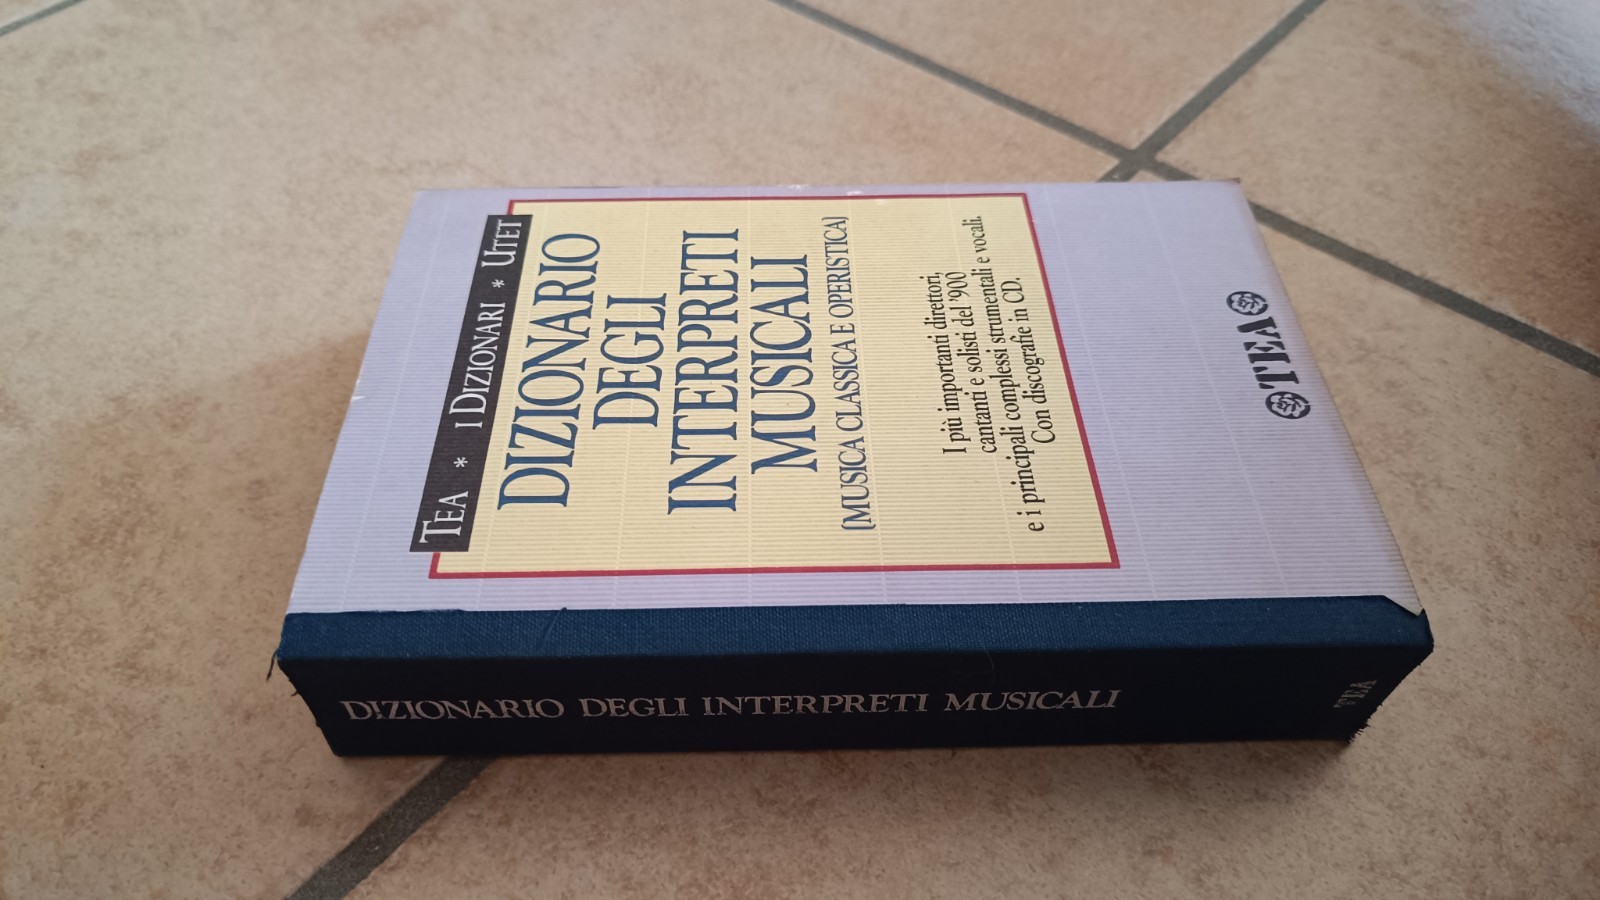 TEA * I DIZIONARI * UTET
DIZIONARIO
DEGLI
INTERPRETI
MUSICALI
(MUSICA CLASSICA E OPERISTICA)
I più importanti direttori,
cantanti e solisti del '900
e i principali complessi strumentali e vocali.
Con discografie in CD.
TEA
DIZIONARIO DEGLI INTERPRETI MUSICALI
TEA